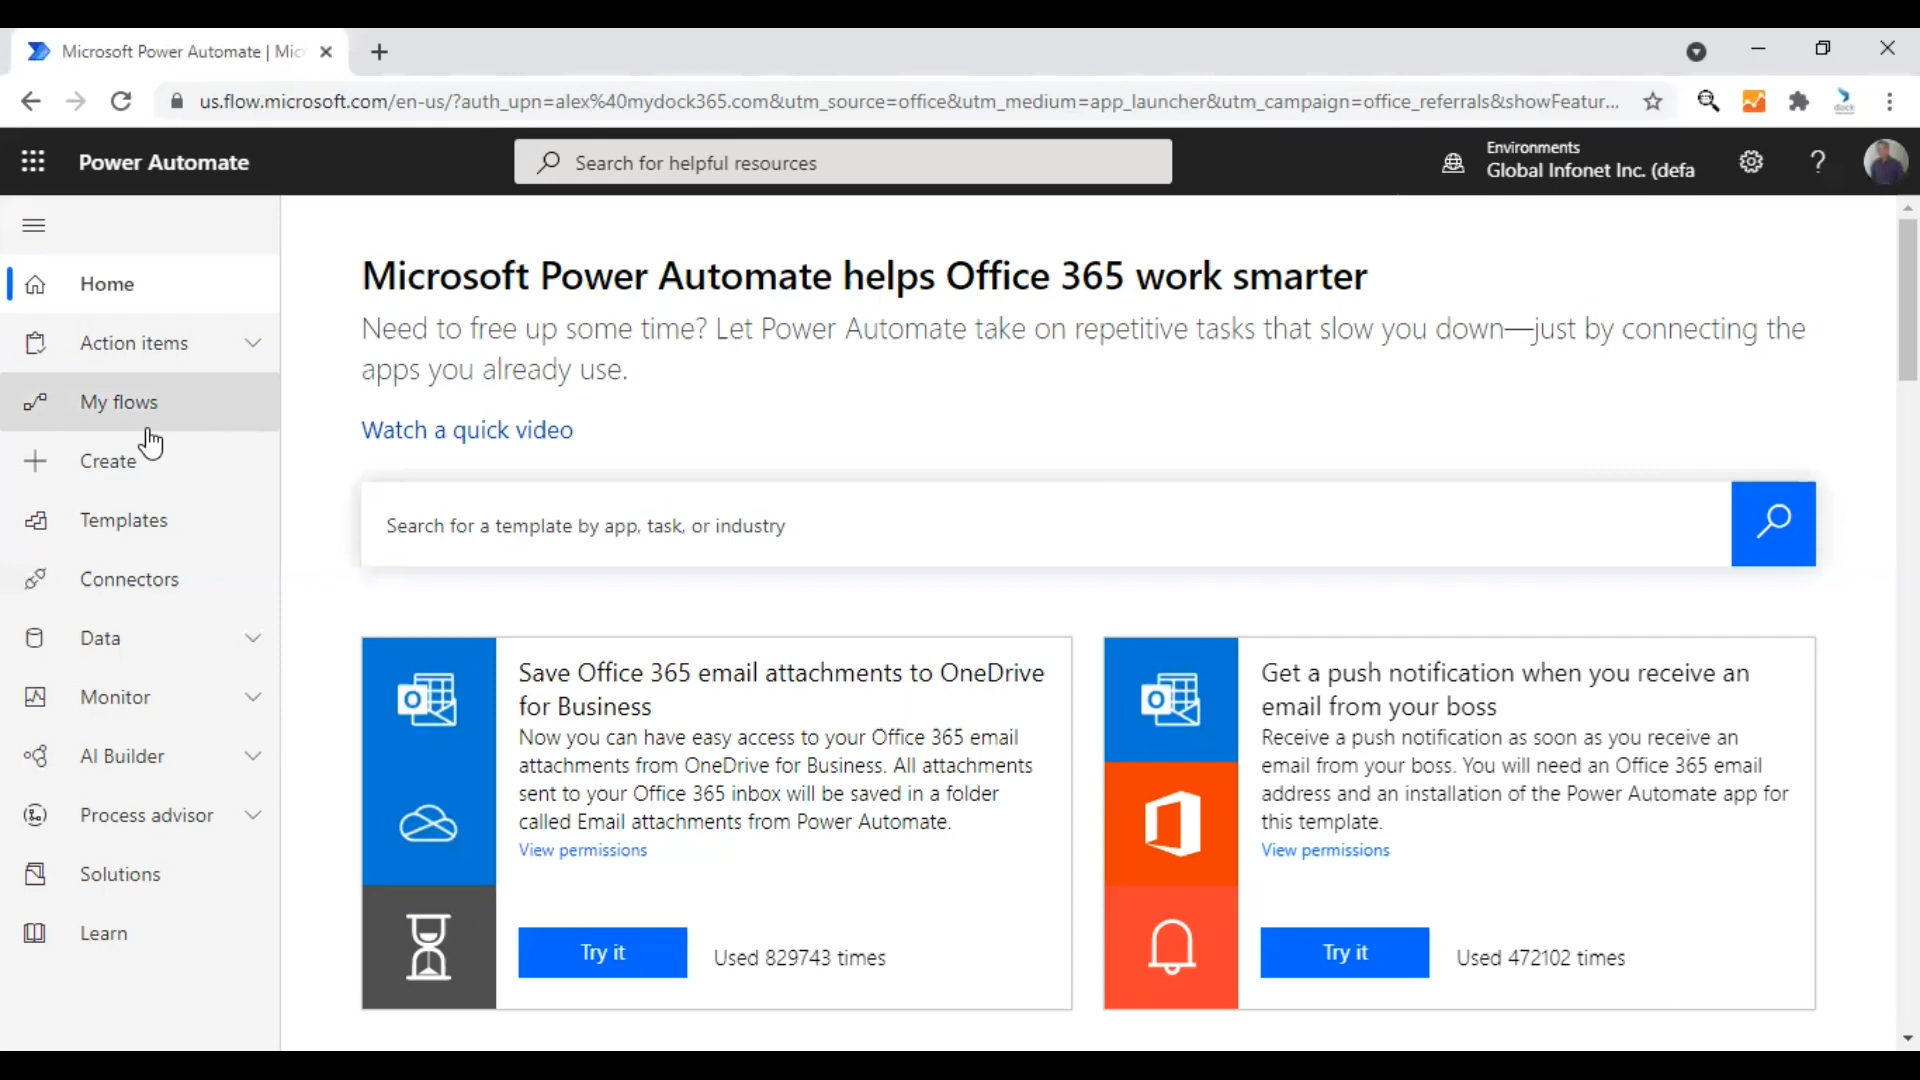 Microsoft Power Automate | Mic
us.flow.microsoft.com/en-us/?auth_upn=alex%40mydock365.com&utm_source=office&utm_medium=app_launcher&utm_campaign=office_referrals&showFeatur...
dock
Power Automate
Search for helpful resources
Environments
Global Infonet Inc. (defa
?
Home
Action items
My flows
Create
Templates
Connectors
Data
Monitor
AI Builder
Process advisor
Solutions
Learn
Microsoft Power Automate helps Office 365 work smarter
Need to free up some time? Let Power Automate take on repetitive tasks that slow you down—just by connecting the
apps you already use.
Watch a quick video
Search for a template by app, task, or industry
Save Office 365 email attachments to OneDrive
for Business
Now you can have easy access to your Office 365 email
attachments from OneDrive for Business. All attachments
sent to your Office 365 inbox will be saved in a folder
called Email attachments from Power Automate.
View permissions
Try it
Used 829743 times
Get a push notification when you receive an
email from your boss
Receive a push notification as soon as you receive an
email from your boss. You will need an Office 365 email
address and an installation of the Power Automate app for
this template.
View permissions
Try it
Used 472102 times